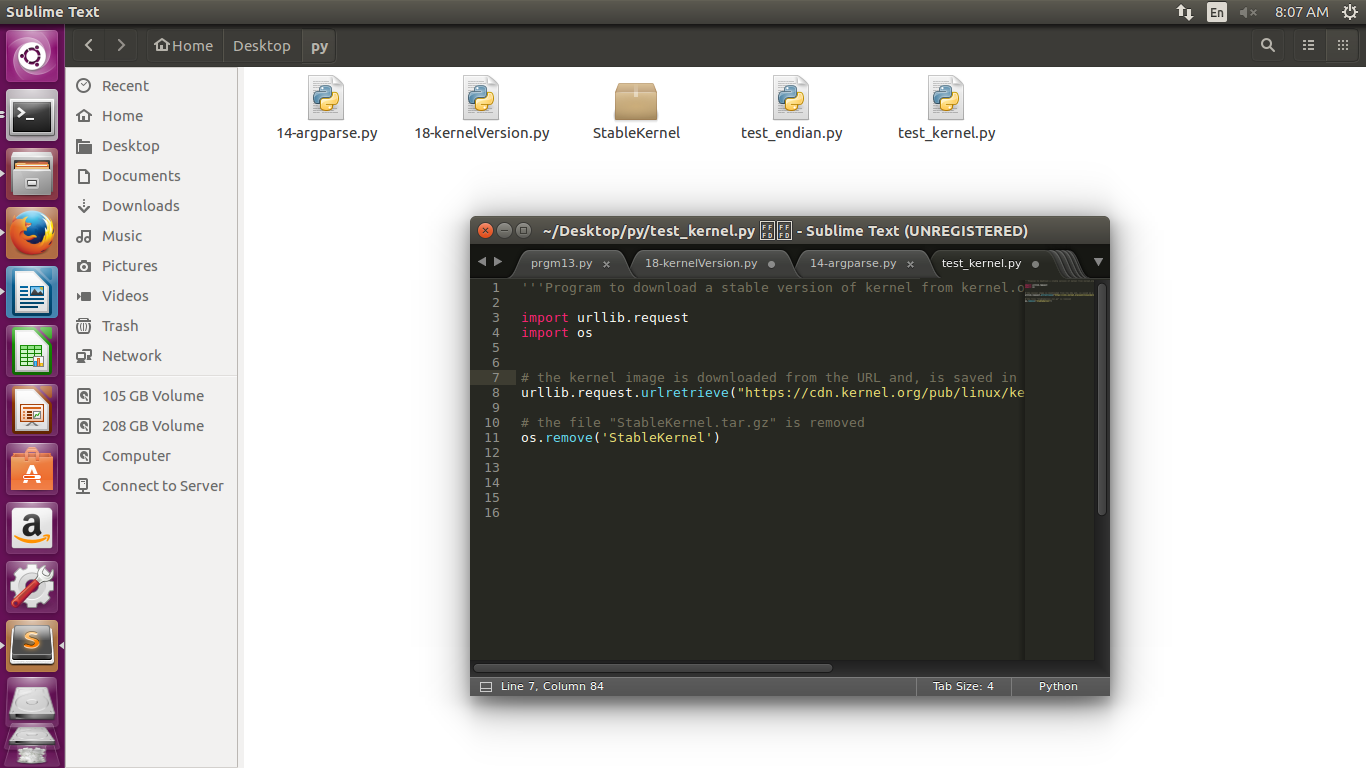 Sublime Text
En
8:07 AM
Home
Desktop
py
Recent
Home
Desktop
Documents
Downloads
Music
Pictures
Videos
Trash
Network
105 GB Volume
208 GB Volume
Computer
Connect to Server
14-argparse.py
18-kernelVersion.py
StableKernel
test_endian.py
test_kernel.py
~/Desktop/py/test_kernel.py - Sublime Text (UNREGISTERED)
prgm13.py
18-kernelVersion.py
14-argparse.py
test_kernel.py
1 '''Program to download a stable version of kernel from kernel.o
2
3 import urllib.request
4 import os
5
6
7 # the kernel image is downloaded from the URL and, is saved in
8 urllib.request.urlretrieve("https://cdn.kernel.org/pub/linux/ke
9
10 # the file "StableKernel.tar.gz" is removed
11 os.remove('StableKernel')
12
13
14
15
16
Line 7, Column 84
Tab Size: 4
Python